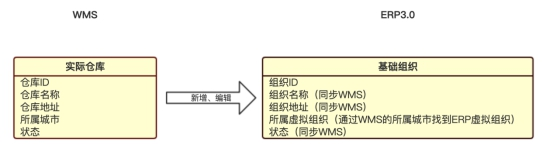 WMS
ERP3.0
实际仓库
仓库ID
仓库名称
仓库地址
所属城市
状态
新增、编辑
基础组织
组织ID
组织名称（同步WMS）
组织地址（同步WMS）
所属虚拟组织（通过WMS的所属城市找到ERP虚拟组织）
状态（同步WMS）